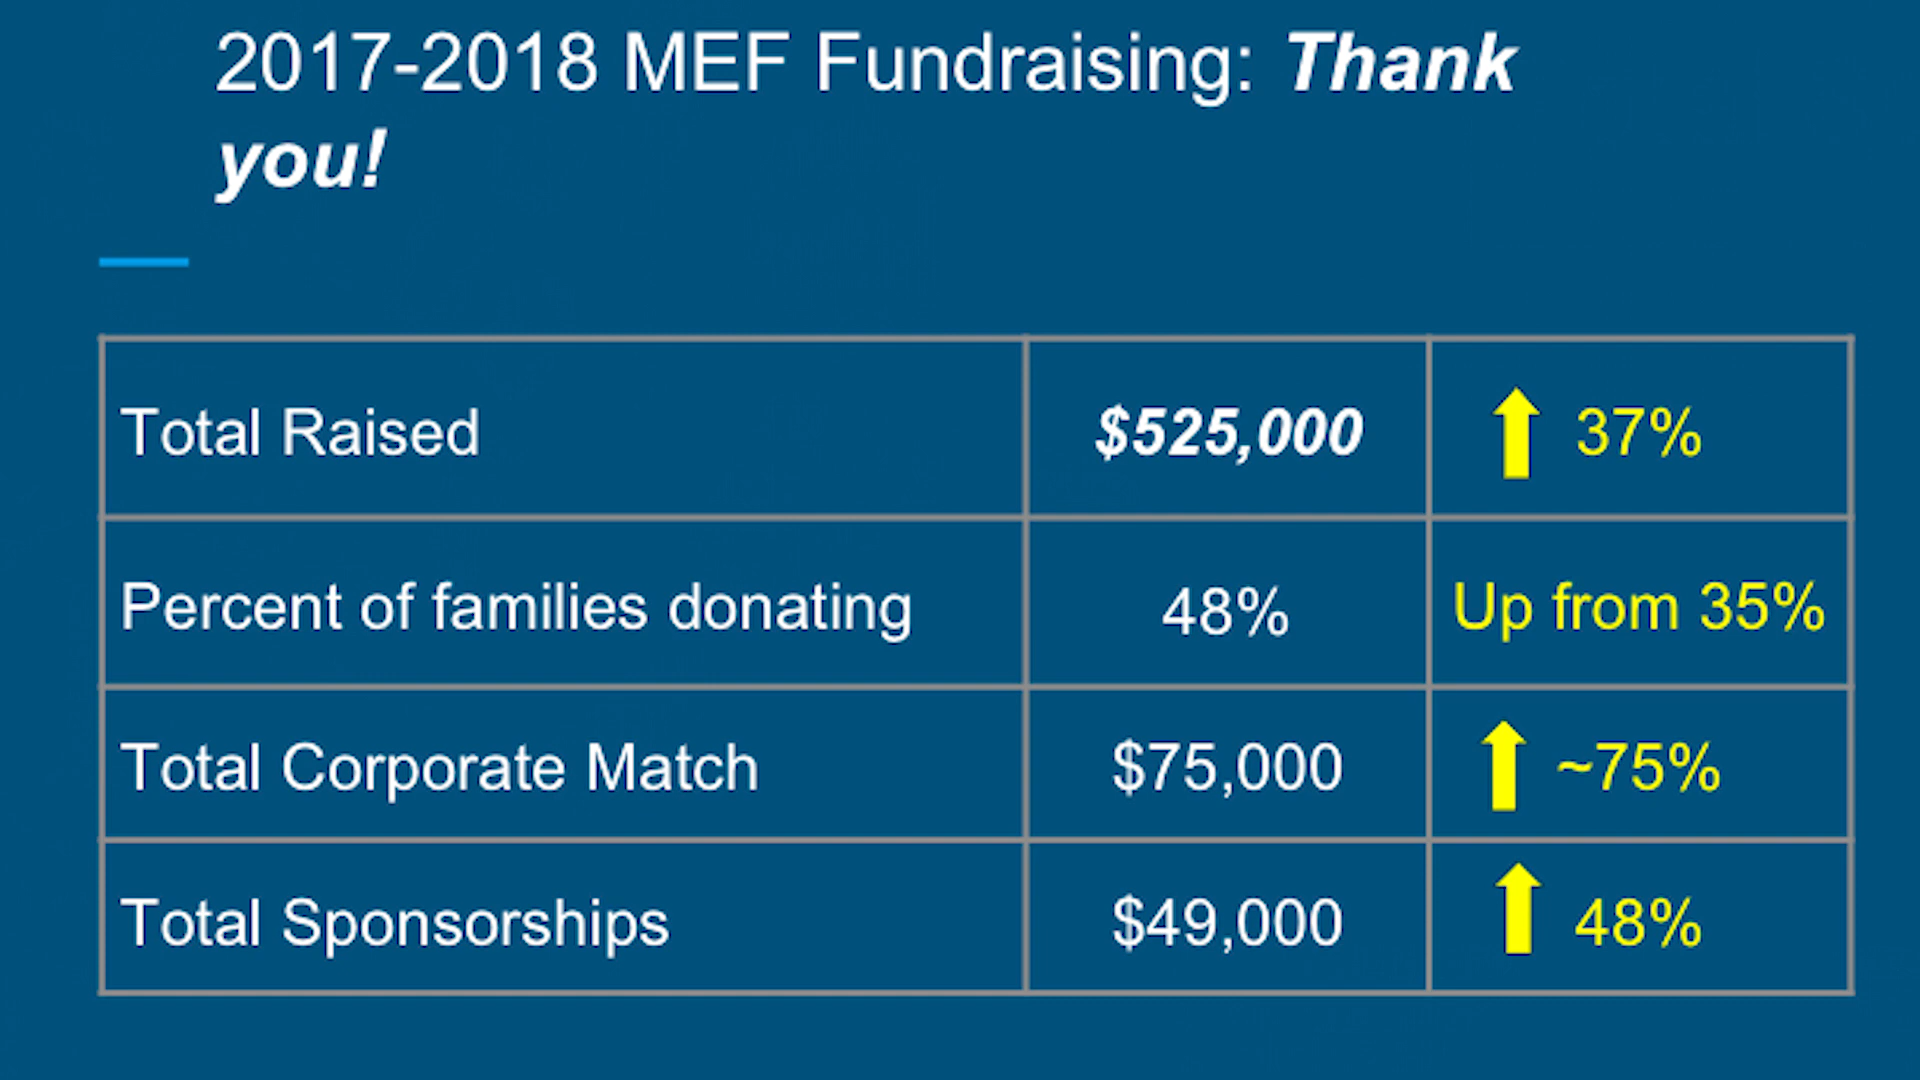 2017-2018 MEF Fundraising: Thank
you!
Total Raised $525,000 37%
Percent of families donating 48% Up from 35%
Total Corporate Match $75,000 ~75%
Total Sponsorships $49,000 48%